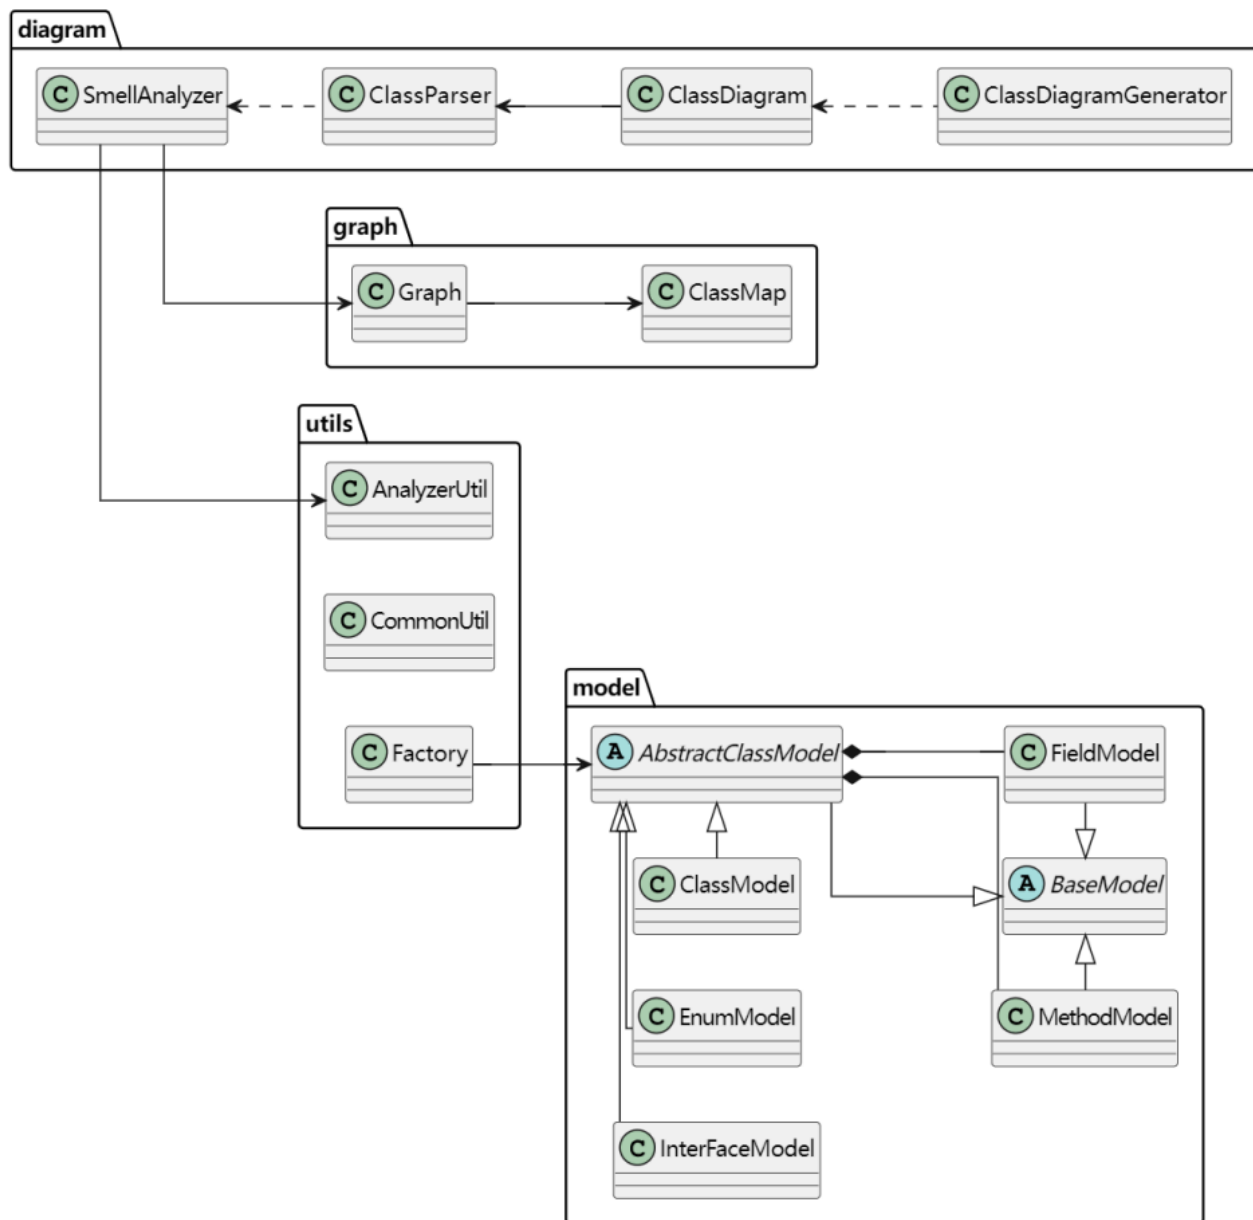 diagram
C SmellAnalyzer
C ClassParser
C ClassDiagram
C ClassDiagramGenerator
graph
C Graph
C ClassMap
utils
C AnalyzerUtil
C CommonUtil
C Factory
model
A AbstractClassModel
C FieldModel
C ClassModel
A BaseModel
C EnumModel
C MethodModel
C InterFaceModel